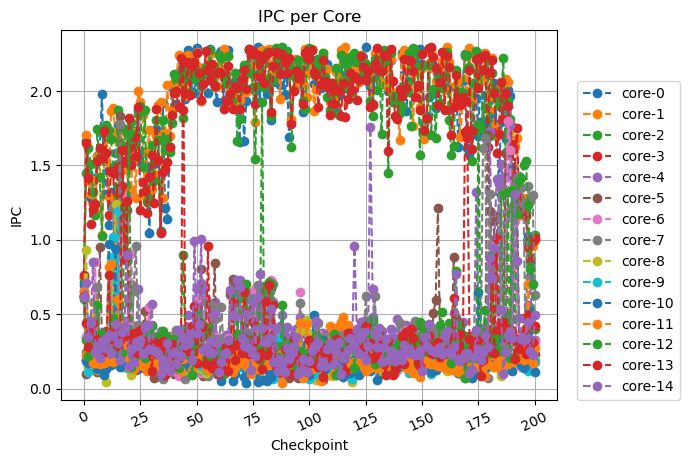 IPC per Core
IPC
2.0
1.5
1.0
0.5
0.0
0
25
50
75
100
125
150
175
200
Checkpoint
core-0
core-1
core-2
core-3
core-4
core-5
core-6
core-7
core-8
core-9
core-10
core-11
core-12
core-13
core-14